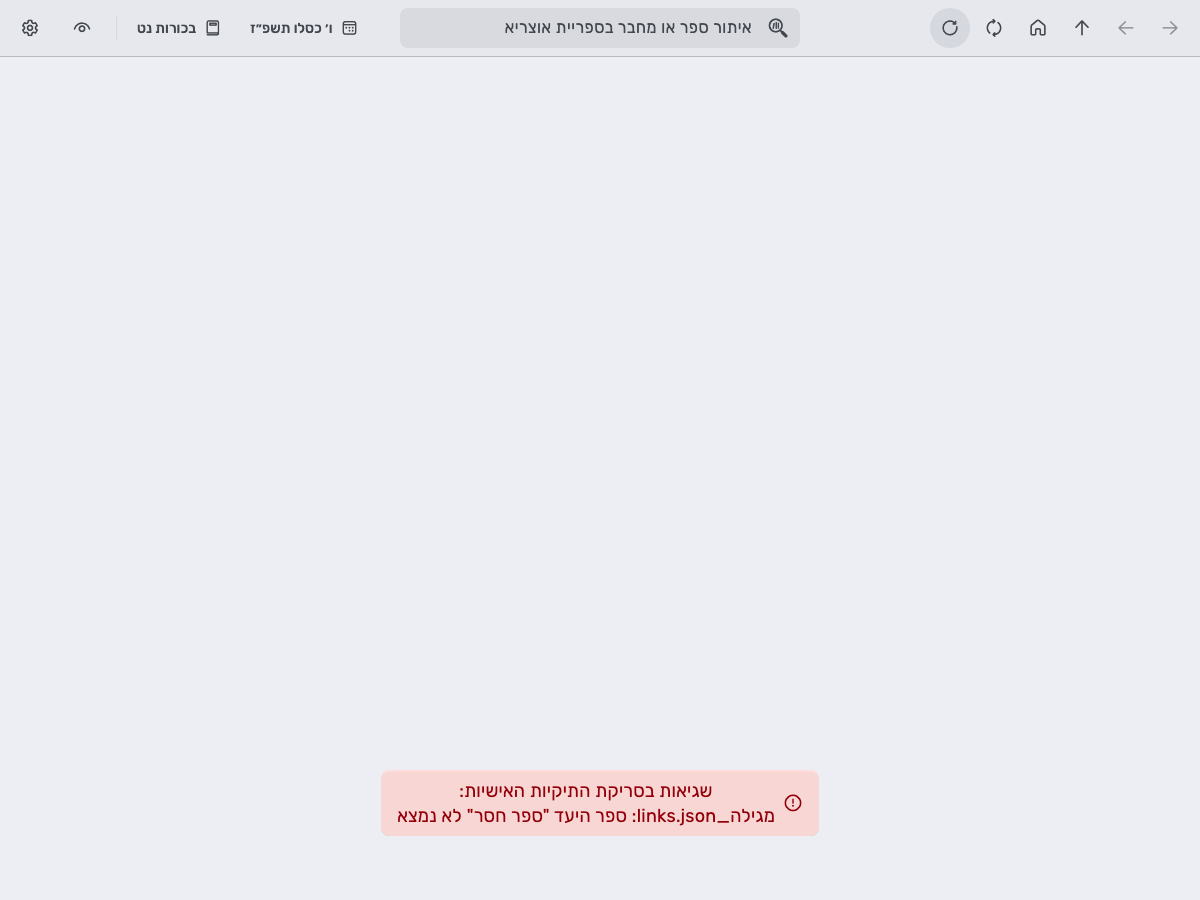 איתור ספר או מחבר בספריית אוצריא
ו׳ כסלו תשפ״ז
בכורות נט
שגיאות בסריקת התיקיות האישיות:
מגילה_links.json: ספר היעד "ספר חסר" לא נמצא